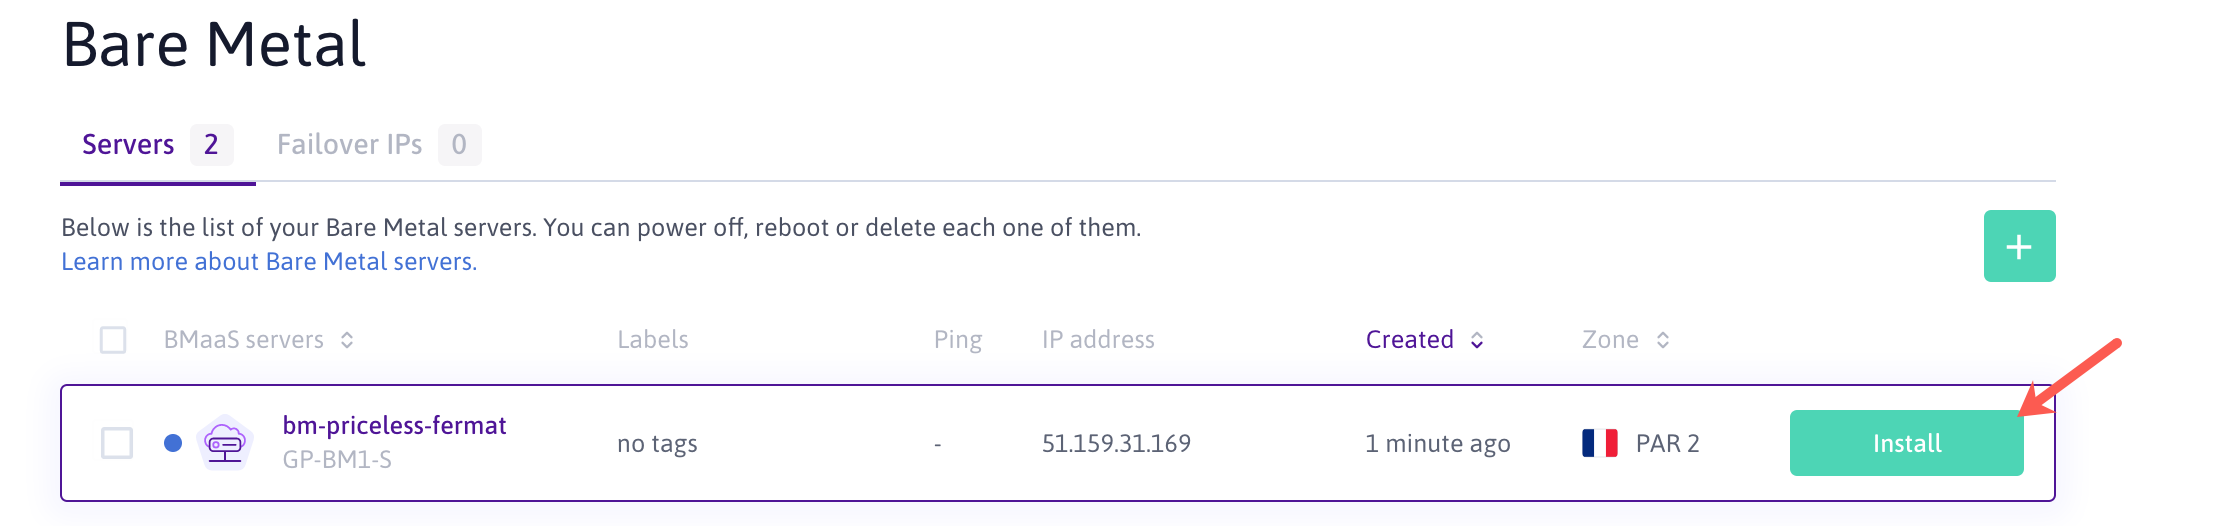 Bare Metal
Servers 2 Failover IPs 0
Below is the list of your Bare Metal servers. You can power off, reboot or delete each one of them.
Learn more about Bare Metal servers.
BMaaS servers Labels Ping IP address Created Zone
bm-priceless-fermat
GP-BM1-S
no tags - 51.159.31.169 1 minute ago PAR 2 Install